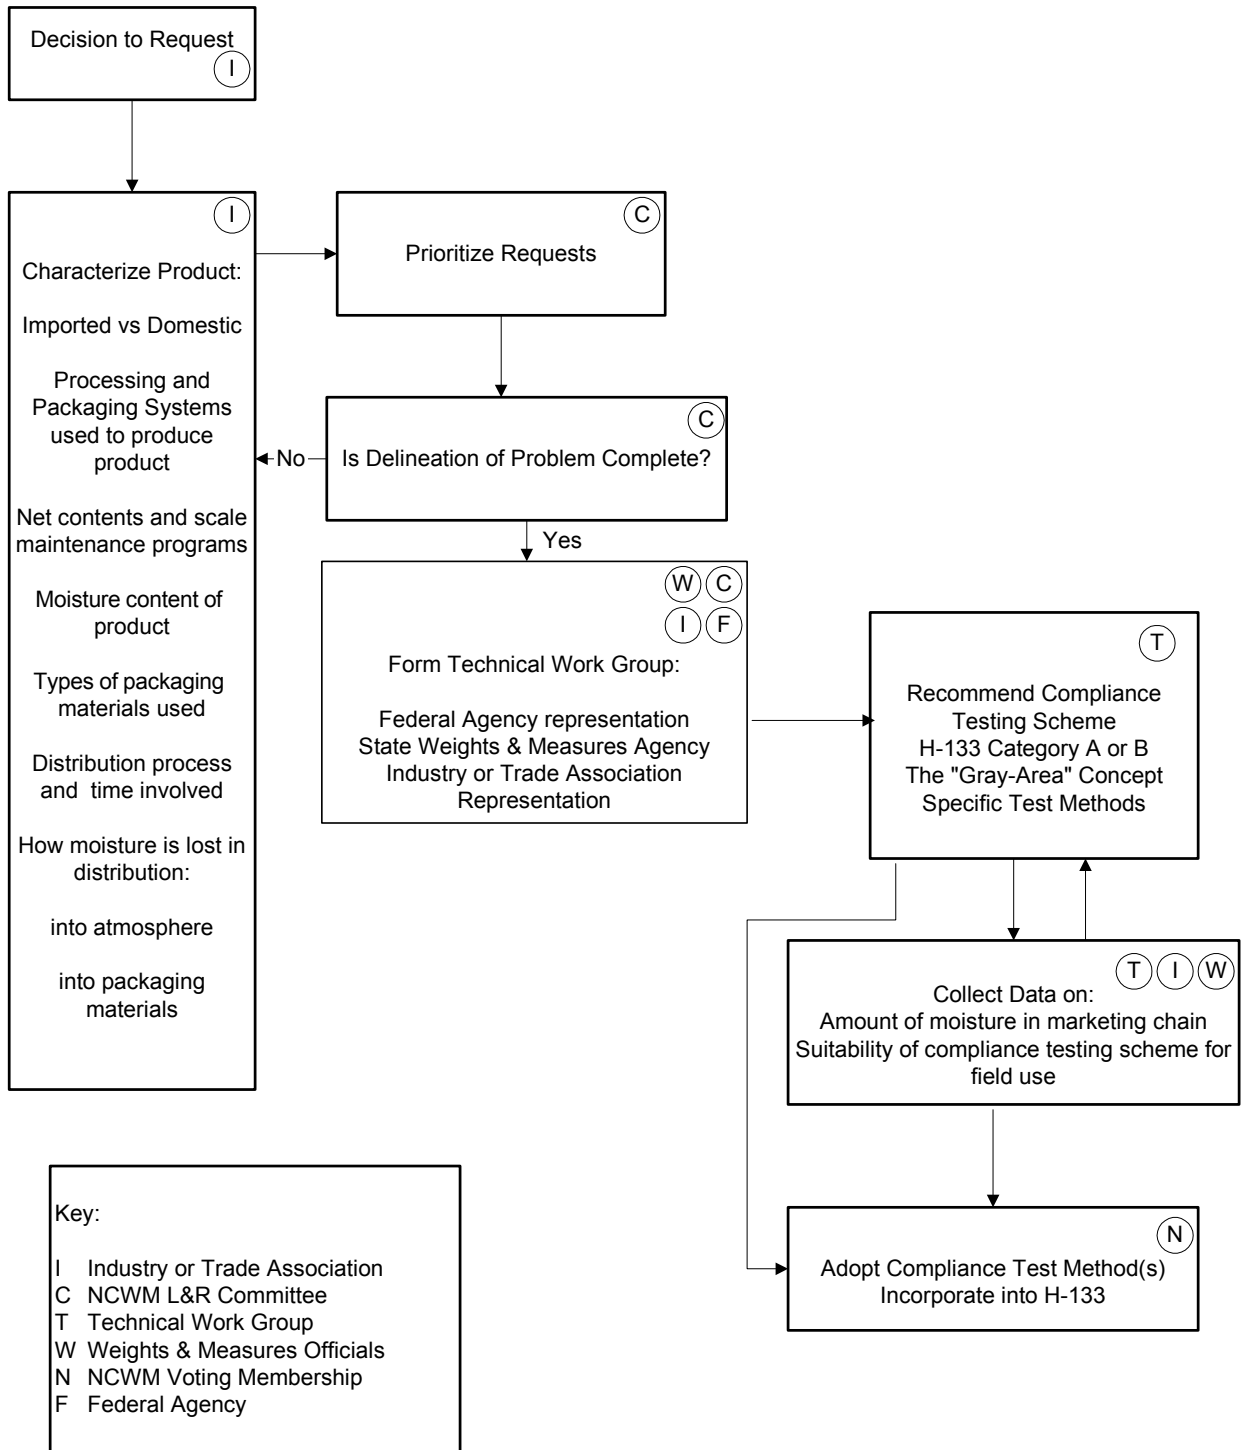 Decision to Request
I
I
Characterize Product:
Imported vs Domestic
Processing and
Packaging Systems
used to produce
product
Net contents and scale
maintenance programs
Moisture content of
product
Types of packaging
materials used
Distribution process
and time involved
How moisture is lost in
distribution:
into atmosphere
into packaging
materials
C
Prioritize Requests
C
Is Delineation of Problem Complete?
No
Yes
W C
I F
Form Technical Work Group:
Federal Agency representation
State Weights & Measures Agency
Industry or Trade Association
Representation
T
Recommend Compliance
Testing Scheme
H-133 Category A or B
The "Gray-Area" Concept
Specific Test Methods
T I W
Collect Data on:
Amount of moisture in marketing chain
Suitability of compliance testing scheme for
field use
N
Adopt Compliance Test Method(s)
Incorporate into H-133
Key:
I Industry or Trade Association
C NCWM L&R Committee
T Technical Work Group
W Weights & Measures Officials
N NCWM Voting Membership
F Federal Agency